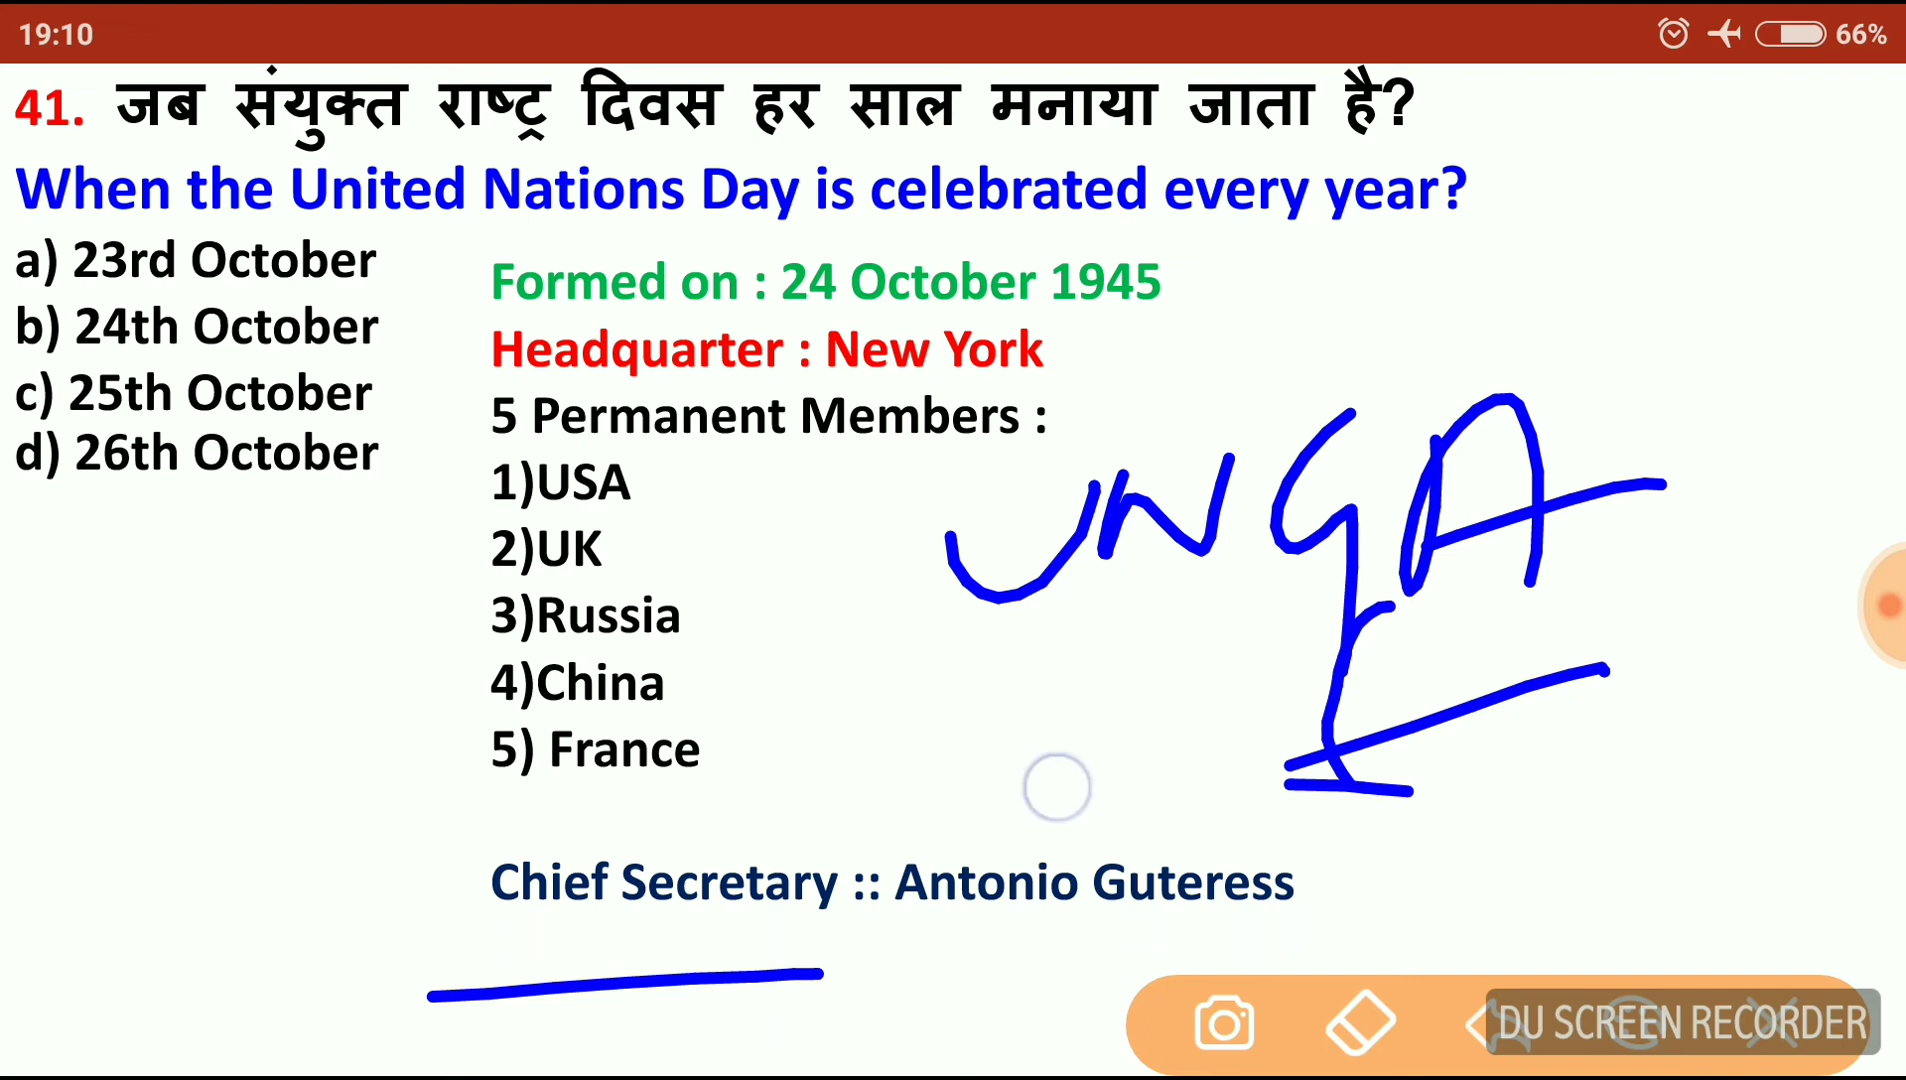 19:10 66%
41. जब संयुक्त राष्ट्र दिवस हर साल मनाया जाता है?
When the United Nations Day is celebrated every year?
a) 23rd October
b) 24th October
c) 25th October
d) 26th October
Formed on : 24 October 1945
Headquarter : New York
5 Permanent Members :
1)USA
2)UK
3)Russia
4)China
5) France
UNGA
Chief Secretary :: Antonio Guteress
DU SCREEN RECORDER